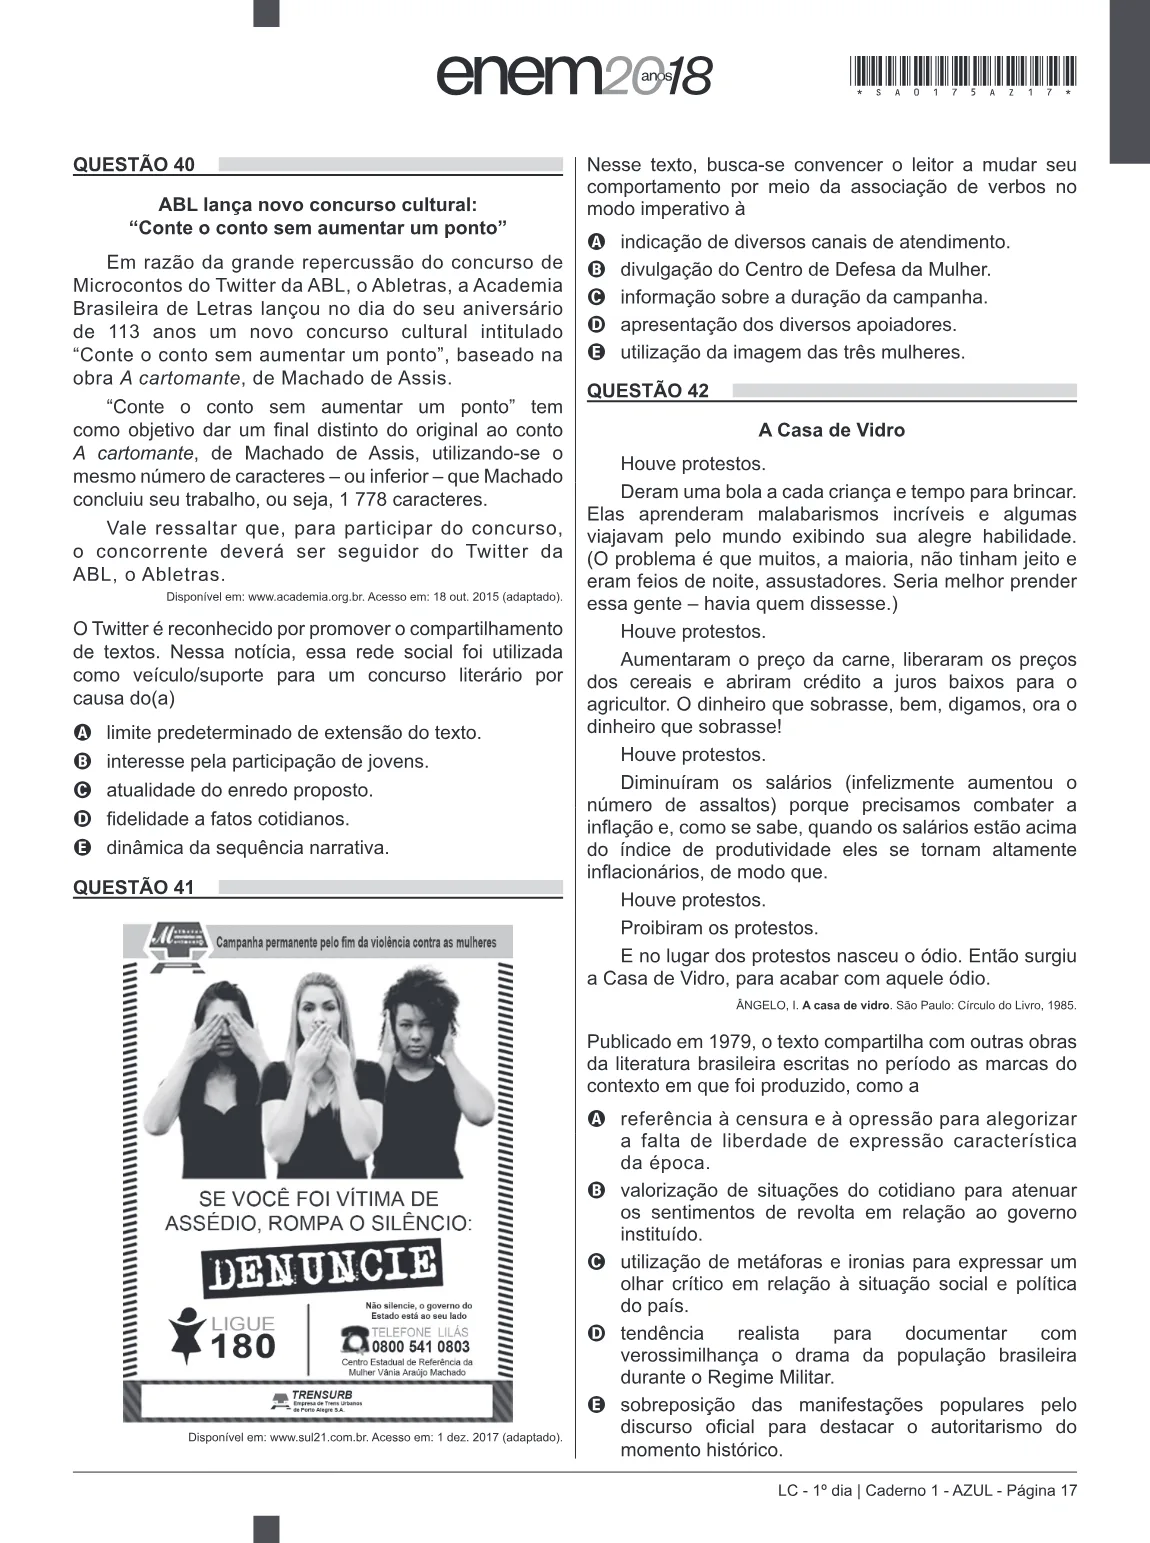 enem20anos18
*SA0175AZ17*
QUESTÃO 40
ABL lança novo concurso cultural:
“Conte o conto sem aumentar um ponto”
Em razão da grande repercussão do concurso de
Microcontos do Twitter da ABL, o Abletras, a Academia
Brasileira de Letras lançou no dia do seu aniversário
de 113 anos um novo concurso cultural intitulado
“Conte o conto sem aumentar um ponto”, baseado na
obra A cartomante, de Machado de Assis.
“Conte o conto sem aumentar um ponto” tem
como objetivo dar um final distinto do original ao conto
A cartomante, de Machado de Assis, utilizando-se o
mesmo número de caracteres – ou inferior – que Machado
concluiu seu trabalho, ou seja, 1 778 caracteres.
Vale ressaltar que, para participar do concurso,
o concorrente deverá ser seguidor do Twitter da
ABL, o Abletras.
Disponível em: www.academia.org.br. Acesso em: 18 out. 2015 (adaptado).
O Twitter é reconhecido por promover o compartilhamento
de textos. Nessa notícia, essa rede social foi utilizada
como veículo/suporte para um concurso literário por
causa do(a)
A limite predeterminado de extensão do texto.
B interesse pela participação de jovens.
C atualidade do enredo proposto.
D fidelidade a fatos cotidianos.
E dinâmica da sequência narrativa.
QUESTÃO 41
Campanha permanente pelo fim da violência contra as mulheres
SE VOCÊ FOI VÍTIMA DE
ASSÉDIO, ROMPA O SILÊNCIO:
DENUNCIE
LIGUE
180
Não silencie, o governo do
Estado está ao seu lado
TELEFONE LILÁS
0800 541 0803
Centro Estadual de Referência da
Mulher Vânia Araújo Machado
TRENSURB
Empresa de Trens Urbanos
de Porto Alegre S.A.
Disponível em: www.sul21.com.br. Acesso em: 1 dez. 2017 (adaptado).
Nesse texto, busca-se convencer o leitor a mudar seu
comportamento por meio da associação de verbos no
modo imperativo à
A indicação de diversos canais de atendimento.
B divulgação do Centro de Defesa da Mulher.
C informação sobre a duração da campanha.
D apresentação dos diversos apoiadores.
E utilização da imagem das três mulheres.
QUESTÃO 42
A Casa de Vidro
Houve protestos.
Deram uma bola a cada criança e tempo para brincar.
Elas aprenderam malabarismos incríveis e algumas
viajavam pelo mundo exibindo sua alegre habilidade.
(O problema é que muitos, a maioria, não tinham jeito e
eram feios de noite, assustadores. Seria melhor prender
essa gente – havia quem dissesse.)
Houve protestos.
Aumentaram o preço da carne, liberaram os preços
dos cereais e abriram crédito a juros baixos para o
agricultor. O dinheiro que sobrasse, bem, digamos, ora o
dinheiro que sobrasse!
Houve protestos.
Diminuíram os salários (infelizmente aumentou o
número de assaltos) porque precisamos combater a
inflação e, como se sabe, quando os salários estão acima
do índice de produtividade eles se tornam altamente
inflacionários, de modo que.
Houve protestos.
Proibiram os protestos.
E no lugar dos protestos nasceu o ódio. Então surgiu
a Casa de Vidro, para acabar com aquele ódio.
ÂNGELO, I. A casa de vidro. São Paulo: Círculo do Livro, 1985.
Publicado em 1979, o texto compartilha com outras obras
da literatura brasileira escritas no período as marcas do
contexto em que foi produzido, como a
A referência à censura e à opressão para alegorizar
a falta de liberdade de expressão característica
da época.
B valorização de situações do cotidiano para atenuar
os sentimentos de revolta em relação ao governo
instituído.
C utilização de metáforas e ironias para expressar um
olhar crítico em relação à situação social e política
do país.
D tendência realista para documentar com
verossimilhança o drama da população brasileira
durante o Regime Militar.
E sobreposição das manifestações populares pelo
discurso oficial para destacar o autoritarismo do
momento histórico.
LC - 1º dia | Caderno 1 - AZUL - Página 17